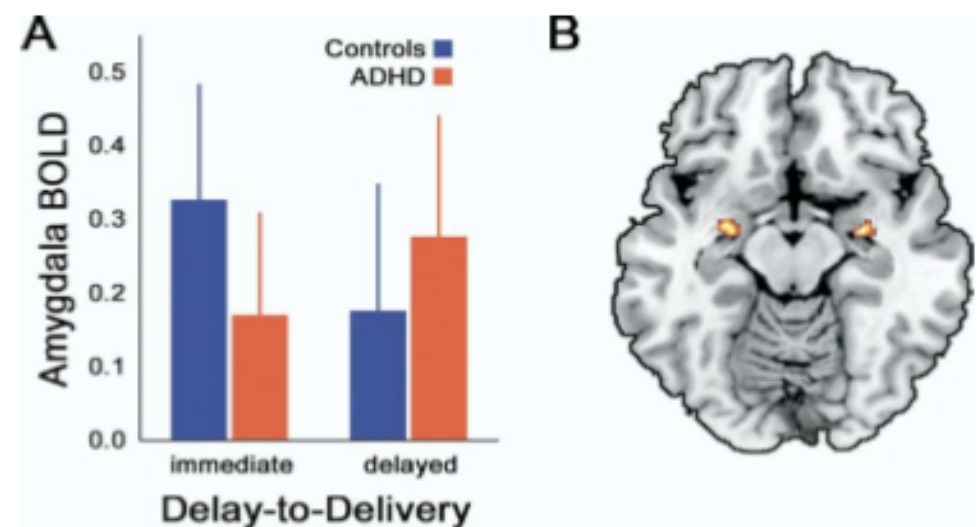 A
B
Controls
ADHD
Amygdala BOLD
0.5
0.4
0.3
0.2
0.1
0.0
immediate
delayed
Delay-to-Delivery